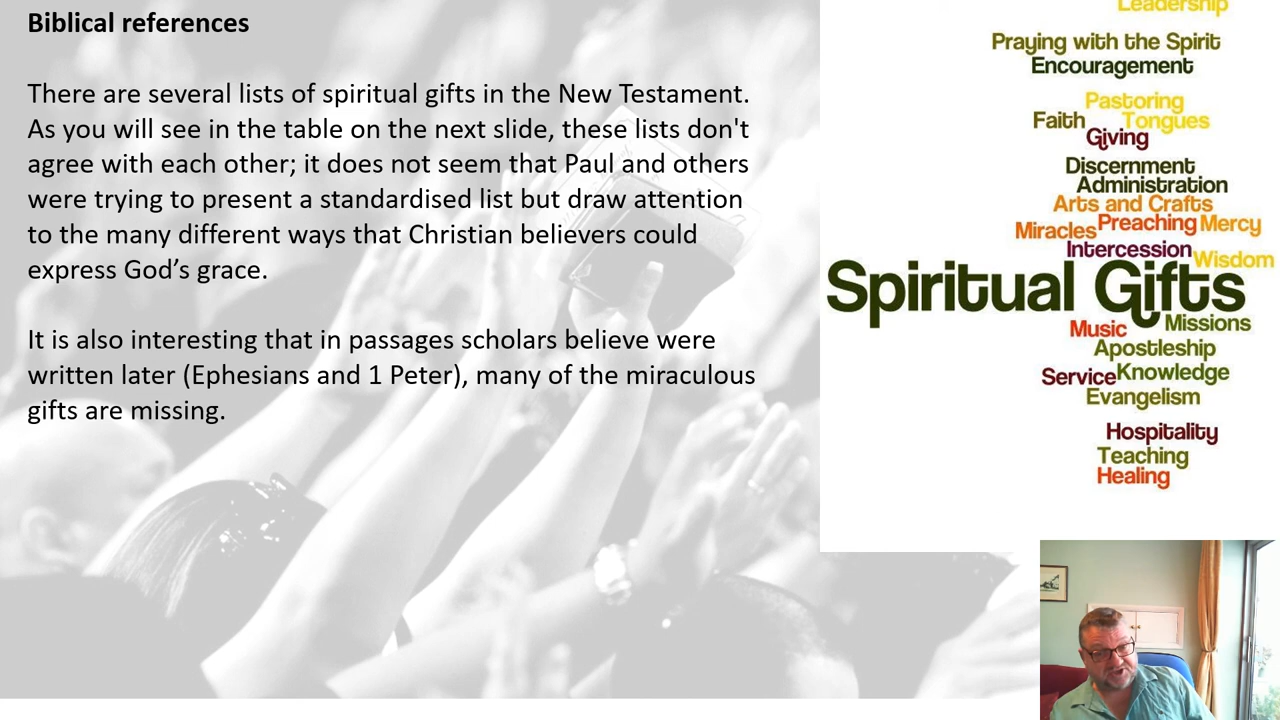 Biblical references
There are several lists of spiritual gifts in the New Testament.
As you will see in the table on the next slide, these lists don't
agree with each other; it does not seem that Paul and others
were trying to present a standardised list but draw attention
to the many different ways that Christian believers could
express God’s grace.
It is also interesting that in passages scholars believe were
written later (Ephesians and 1 Peter), many of the miraculous
gifts are missing.
Leadership
Praying with the Spirit
Encouragement
Pastoring
Faith Tongues
Giving
Discernment
Administration
Arts and Crafts
Miracles Preaching Mercy
Intercession Wisdom
Spiritual Gifts
Music Missions
Apostleship
Service Knowledge
Evangelism
Hospitality
Teaching
Healing